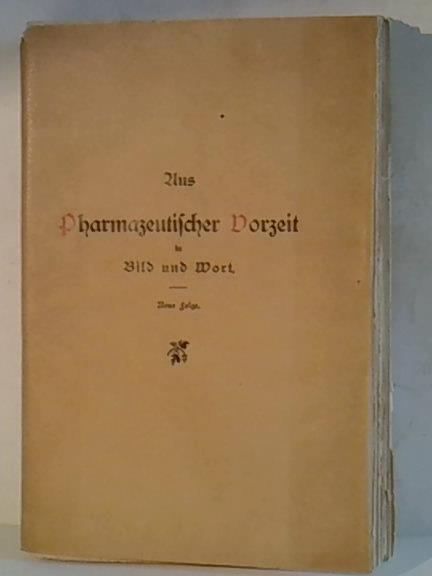 Aus
Pharmazeutischer Vorzeit
in
Bild und Wort.
Neue Folge.